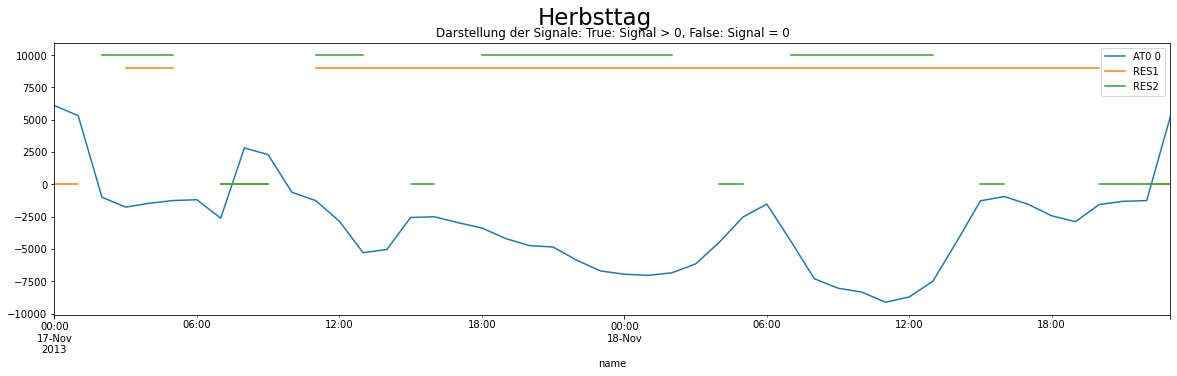 Herbsttag
Darstellung der Signale: True: Signal > 0, False: Signal = 0
10000
7500
5000
2500
0
−2500
−5000
−7500
−10000
AT0 0
RES1
RES2
00:00 06:00 12:00 18:00 00:00 06:00 12:00 18:00
17-Nov 18-Nov
2013
name